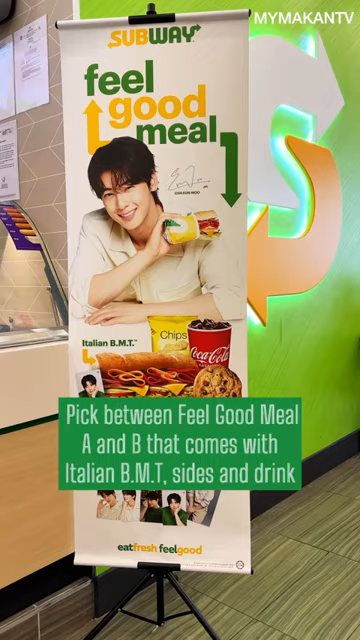 MYMAKANTV
SUBWAY
feel
good
meal
CHA EUN-WOO
Italian B.M.T.™
Chips
Coca-Cola
Pick between Feel Good Meal
A and B that comes with
Italian B.M.T, sides and drink
eatfresh feelgood